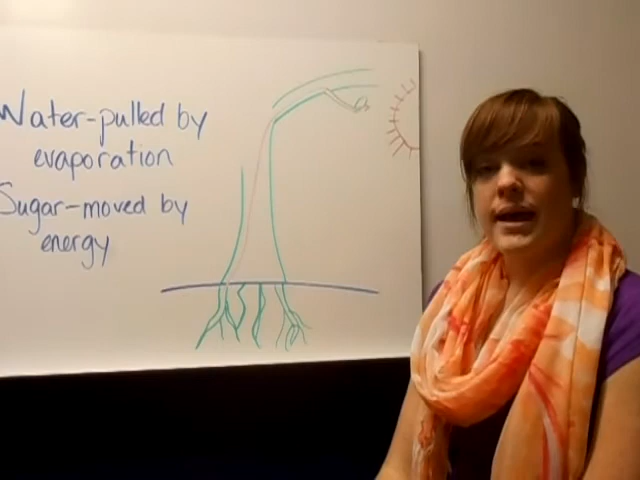 Water-pulled by
evaporation
Sugar-moved by
energy